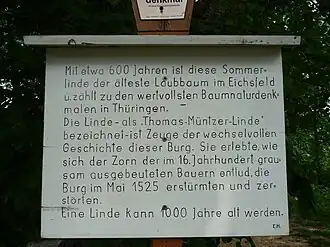 denkmal
Mit etwa 600 Jahren ist diese Sommer-
linde der älteste Laubbaum im Eichsfeld
u. zählt zu den wertvollsten Baumnaturdenk-
malen in Thüringen.
Die Linde - als "Thomas-Müntzer-Linde"
bezeichnet - ist Zeuge der wechselvollen
Geschichte dieser Burg. Sie erlebte, wie
sich der Zorn der im 16. Jahrhundert grau-
sam ausgebeuteten Bauern entlud, die
Burg im Mai 1525 erstürmten und zer-
störten.
Eine Linde kann 1000 Jahre alt werden.